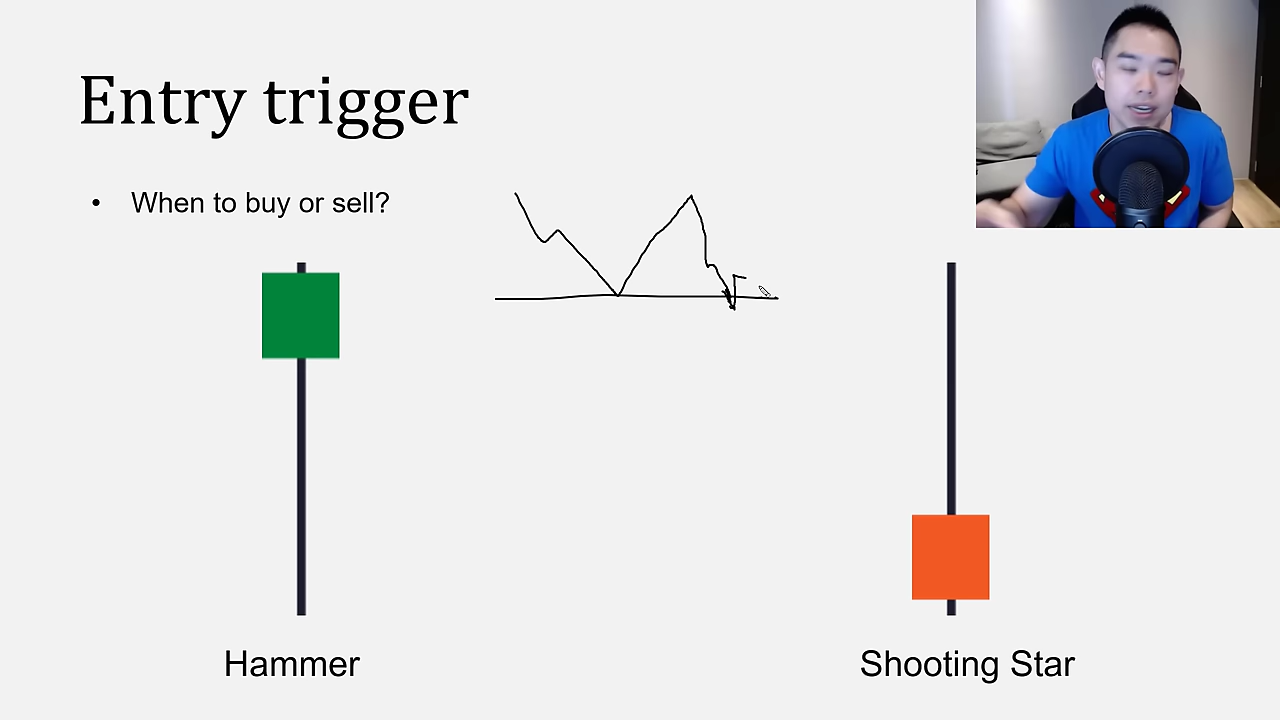 Entry trigger
• When to buy or sell?
Hammer
Shooting Star